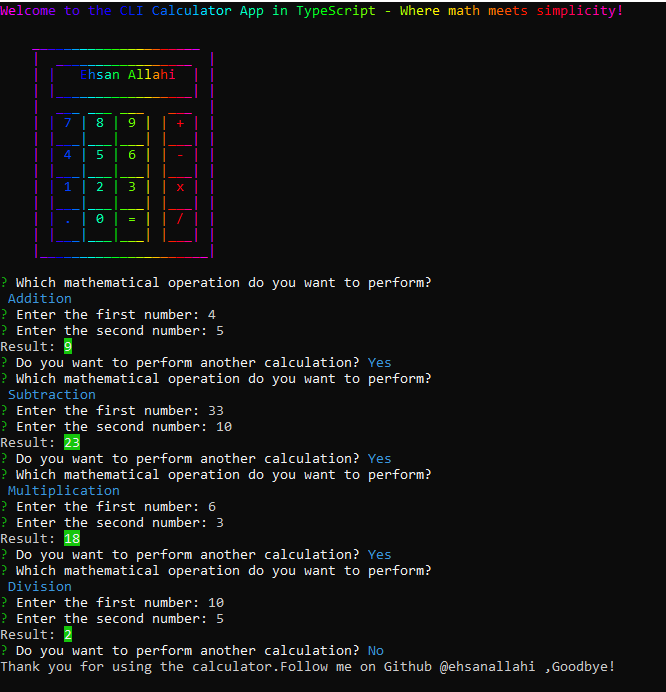 Welcome to the CLI Calculator App in TypeScript - Where math meets simplicity!
Ehsan Allahi
7 8 9 +
4 5 6 -
1 2 3 x
. 0 = /
? Which mathematical operation do you want to perform?
Addition
? Enter the first number: 4
? Enter the second number: 5
Result: 9
? Do you want to perform another calculation? Yes
? Which mathematical operation do you want to perform?
Subtraction
? Enter the first number: 33
? Enter the second number: 10
Result: 23
? Do you want to perform another calculation? Yes
? Which mathematical operation do you want to perform?
Multiplication
? Enter the first number: 6
? Enter the second number: 3
Result: 18
? Do you want to perform another calculation? Yes
? Which mathematical operation do you want to perform?
Division
? Enter the first number: 10
? Enter the second number: 5
Result: 2
? Do you want to perform another calculation? No
Thank you for using the calculator.Follow me on Github @ehsanallahi ,Goodbye!